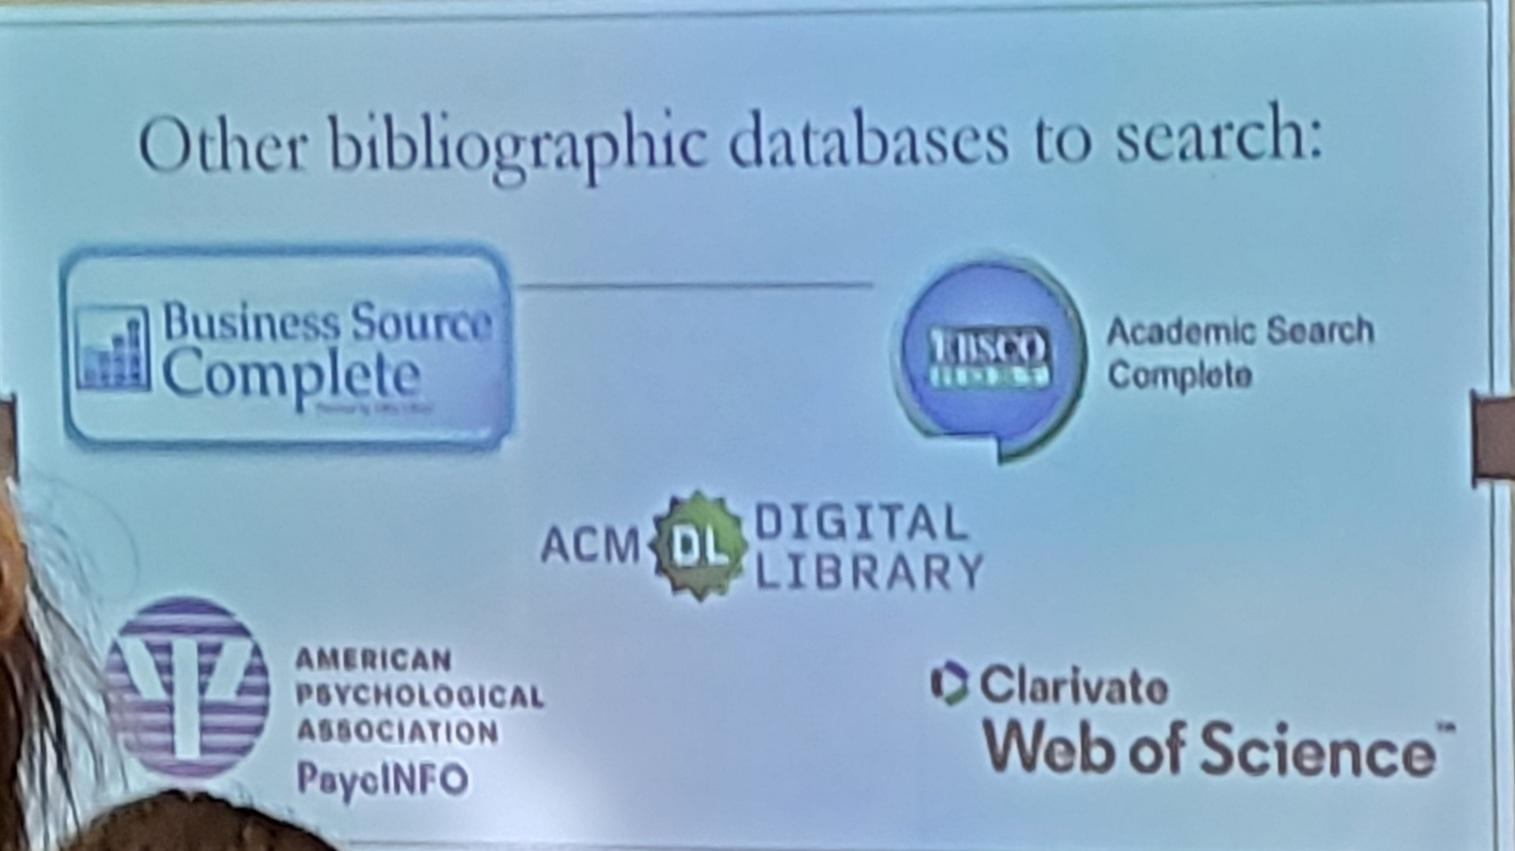 Other bibliographic databases to search:
Business Source
Complete
EBSCO
Academic Search
Complete
ACM DL DIGITAL
LIBRARY
AMERICAN
PSYCHOLOGICAL
ASSOCIATION
PsycINFO
Clarivate
Web of Science™